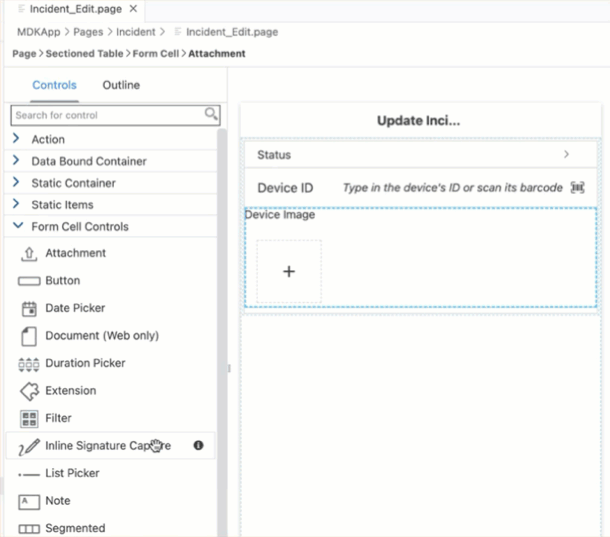 Incident_Edit.page ×
MDKApp > Pages > Incident > Incident_Edit.page
Page > Sectioned Table > Form Cell > Attachment
Controls Outline
Search for control
Action
Data Bound Container
Static Container
Static Items
Form Cell Controls
Attachment
Button
Date Picker
Document (Web only)
Duration Picker
Extension
Filter
Inline Signature Capture
List Picker
Note
Segmented
Update Inci...
Status
Device ID Type in the device's ID or scan its barcode
Device Image
+